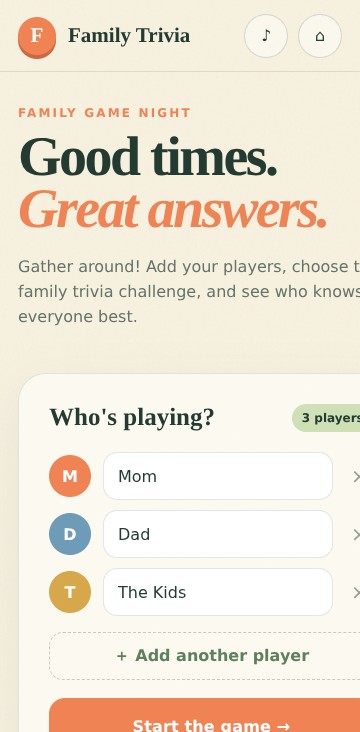 F Family Trivia ♪ ⌂
FAMILY GAME NIGHT
Good times.
Great answers.
Gather around! Add your players, choose
family trivia challenge, and see who knows
everyone best.
Who's playing? 3 players
M Mom ×
D Dad ×
T The Kids ×
+ Add another player
Start the game →